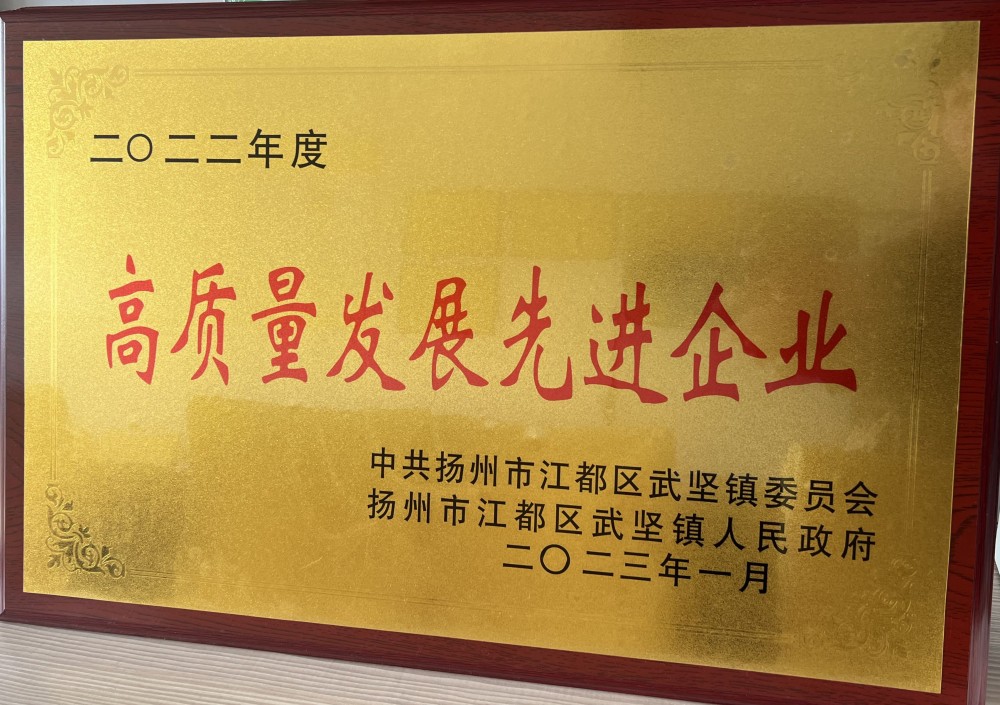 二〇二二年度
高质量发展先进企业
中共扬州市江都区武坚镇委员会
扬州市江都区武坚镇人民政府
二〇二三年一月